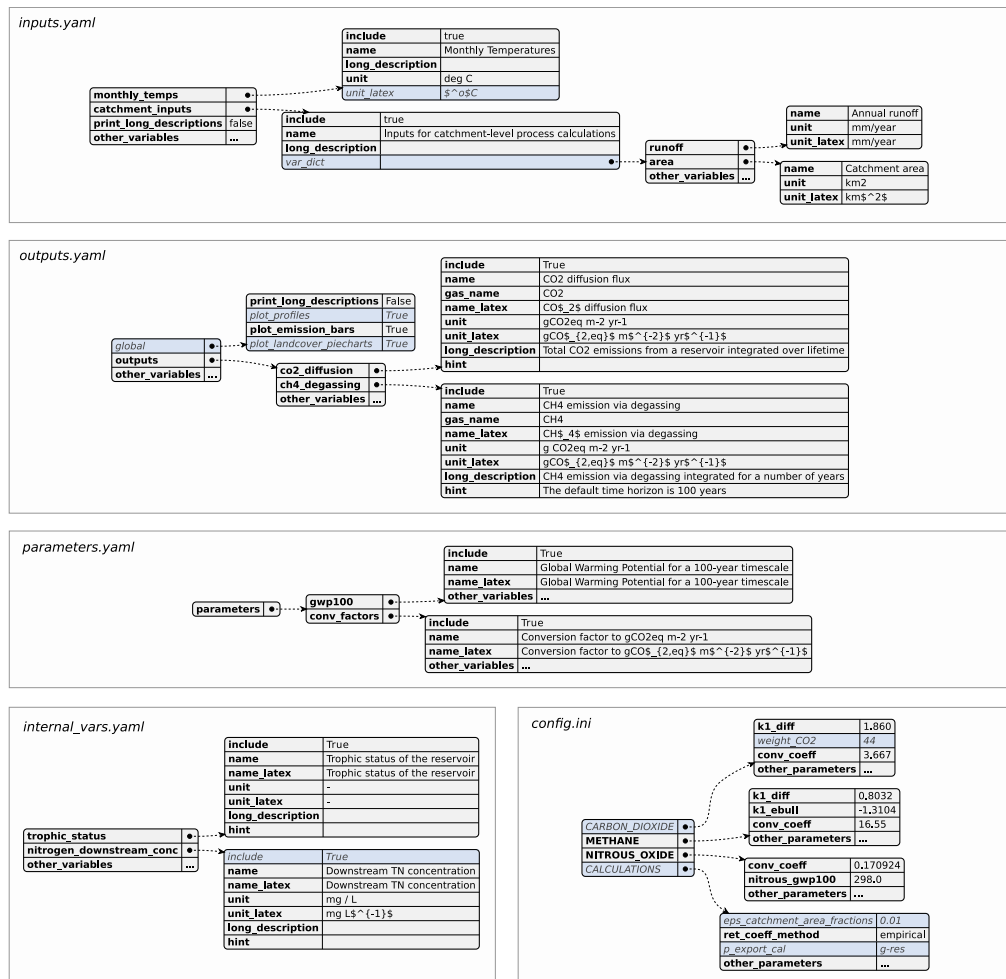 inputs.yaml
include true
name Monthly Temperatures
long_description
unit deg C
unit_latex $^o$C
monthly_temps
catchment_inputs
print_long_descriptions false
other_variables ...
include true
name Inputs for catchment-level process calculations
long_description
var_dict
runoff
area
other_variables ...
name Annual runoff
unit mm/year
unit_latex mm/year
name Catchment area
unit km2
unit_latex km$^2$
outputs.yaml
global
outputs
other_variables ...
print_long_descriptions False
plot_profiles True
plot_emission_bars True
plot_landcover_piecharts True
co2_diffusion
ch4_degassing
other_variables ...
include True
name CO2 diffusion flux
gas_name CO2
name_latex CO$_2$ diffusion flux
unit gCO2eq m-2 yr-1
unit_latex gCO$_{2,eq}$ m$^{-2}$ yr$^{-1}$
long_description Total CO2 emissions from a reservoir integrated over lifetime
hint
include True
name CH4 emission via degassing
gas_name CH4
name_latex CH$_4$ emission via degassing
unit g CO2eq m-2 yr-1
unit_latex gCO$_{2,eq}$ m$^{-2}$ yr$^{-1}$
long_description CH4 emission via degassing integrated for a number of years
hint The default time horizon is 100 years
parameters.yaml
parameters
gwp100
conv_factors
include True
name Global Warming Potential for a 100-year timescale
name_latex Global Warming Potential for a 100-year timescale
other_variables ...
include True
name Conversion factor to gCO2eq m-2 yr-1
name_latex Conversion factor to gCO$_{2,eq}$ m$^{-2}$ yr$^{-1}$
other_variables ...
internal_vars.yaml
trophic_status
nitrogen_downstream_conc
other_variables ...
include True
name Trophic status of the reservoir
name_latex Trophic status of the reservoir
unit -
unit_latex -
long_description
hint
include True
name Downstream TN concentration
name_latex Downstream TN concentration
unit mg / L
unit_latex mg L$^{-1}$
long_description
hint
config.ini
CARBON_DIOXIDE
METHANE
NITROUS_OXIDE
CALCULATIONS
k1_diff 1.860
weight_CO2 44
conv_coeff 3.667
other_parameters ...
k1_diff 0.8032
k1_ebull -1.3104
conv_coeff 16.55
other_parameters ...
conv_coeff 0.170924
nitrous_gwp100 298.0
other_parameters ...
eps_catchment_area_fractions 0.01
ret_coeff_method empirical
p_export_cal g-res
other_parameters ...